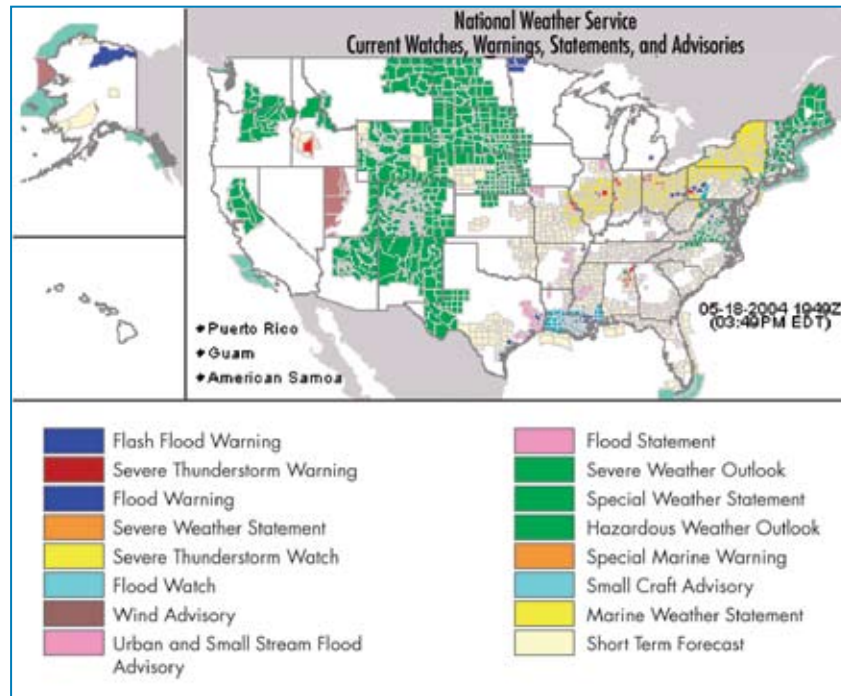 National Weather Service
Current Watches, Warnings, Statements, and Advisories
05-18-2004 1949Z
(03:49PM EDT)
Puerto Rico
Guam
American Samoa
Flash Flood Warning
Severe Thunderstorm Warning
Flood Warning
Severe Weather Statement
Severe Thunderstorm Watch
Flood Watch
Wind Advisory
Urban and Small Stream Flood
Advisory
Flood Statement
Severe Weather Outlook
Special Weather Statement
Hazardous Weather Outlook
Special Marine Warning
Small Craft Advisory
Marine Weather Statement
Short Term Forecast